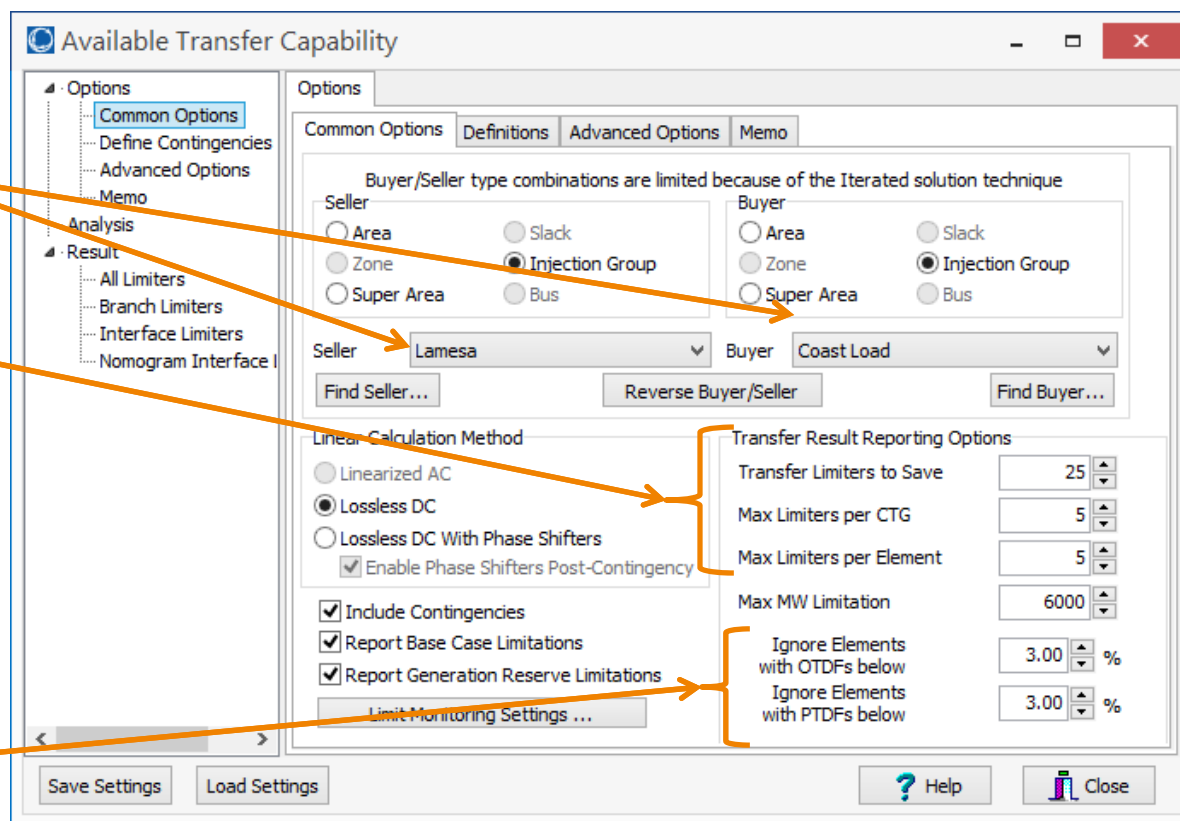 Available Transfer Capability
Options
Common Options
Define Contingencies
Advanced Options
Memo
Analysis
Result
All Limiters
Branch Limiters
Interface Limiters
Nomogram Interface
Options
Common Options Definitions Advanced Options Memo
Buyer/Seller type combinations are limited because of the Iterated solution technique
Seller
Area Slack
Zone Injection Group
Super Area Bus
Buyer
Area Slack
Zone Injection Group
Super Area Bus
Seller Lamesa Buyer Coast Load
Find Seller... Reverse Buyer/Seller Find Buyer...
Linear Calculation Method
Linearized AC
Lossless DC
Lossless DC With Phase Shifters
Enable Phase Shifters Post-Contingency
Include Contingencies
Report Base Case Limitations
Report Generation Reserve Limitations
Limit Monitoring Settings ...
Transfer Result Reporting Options
Transfer Limiters to Save 25
Max Limiters per CTG 5
Max Limiters per Element 5
Max MW Limitation 6000
Ignore Elements
with OTDFs below 3.00 %
Ignore Elements
with PTDFs below 3.00 %
Save Settings Load Settings ? Help Close